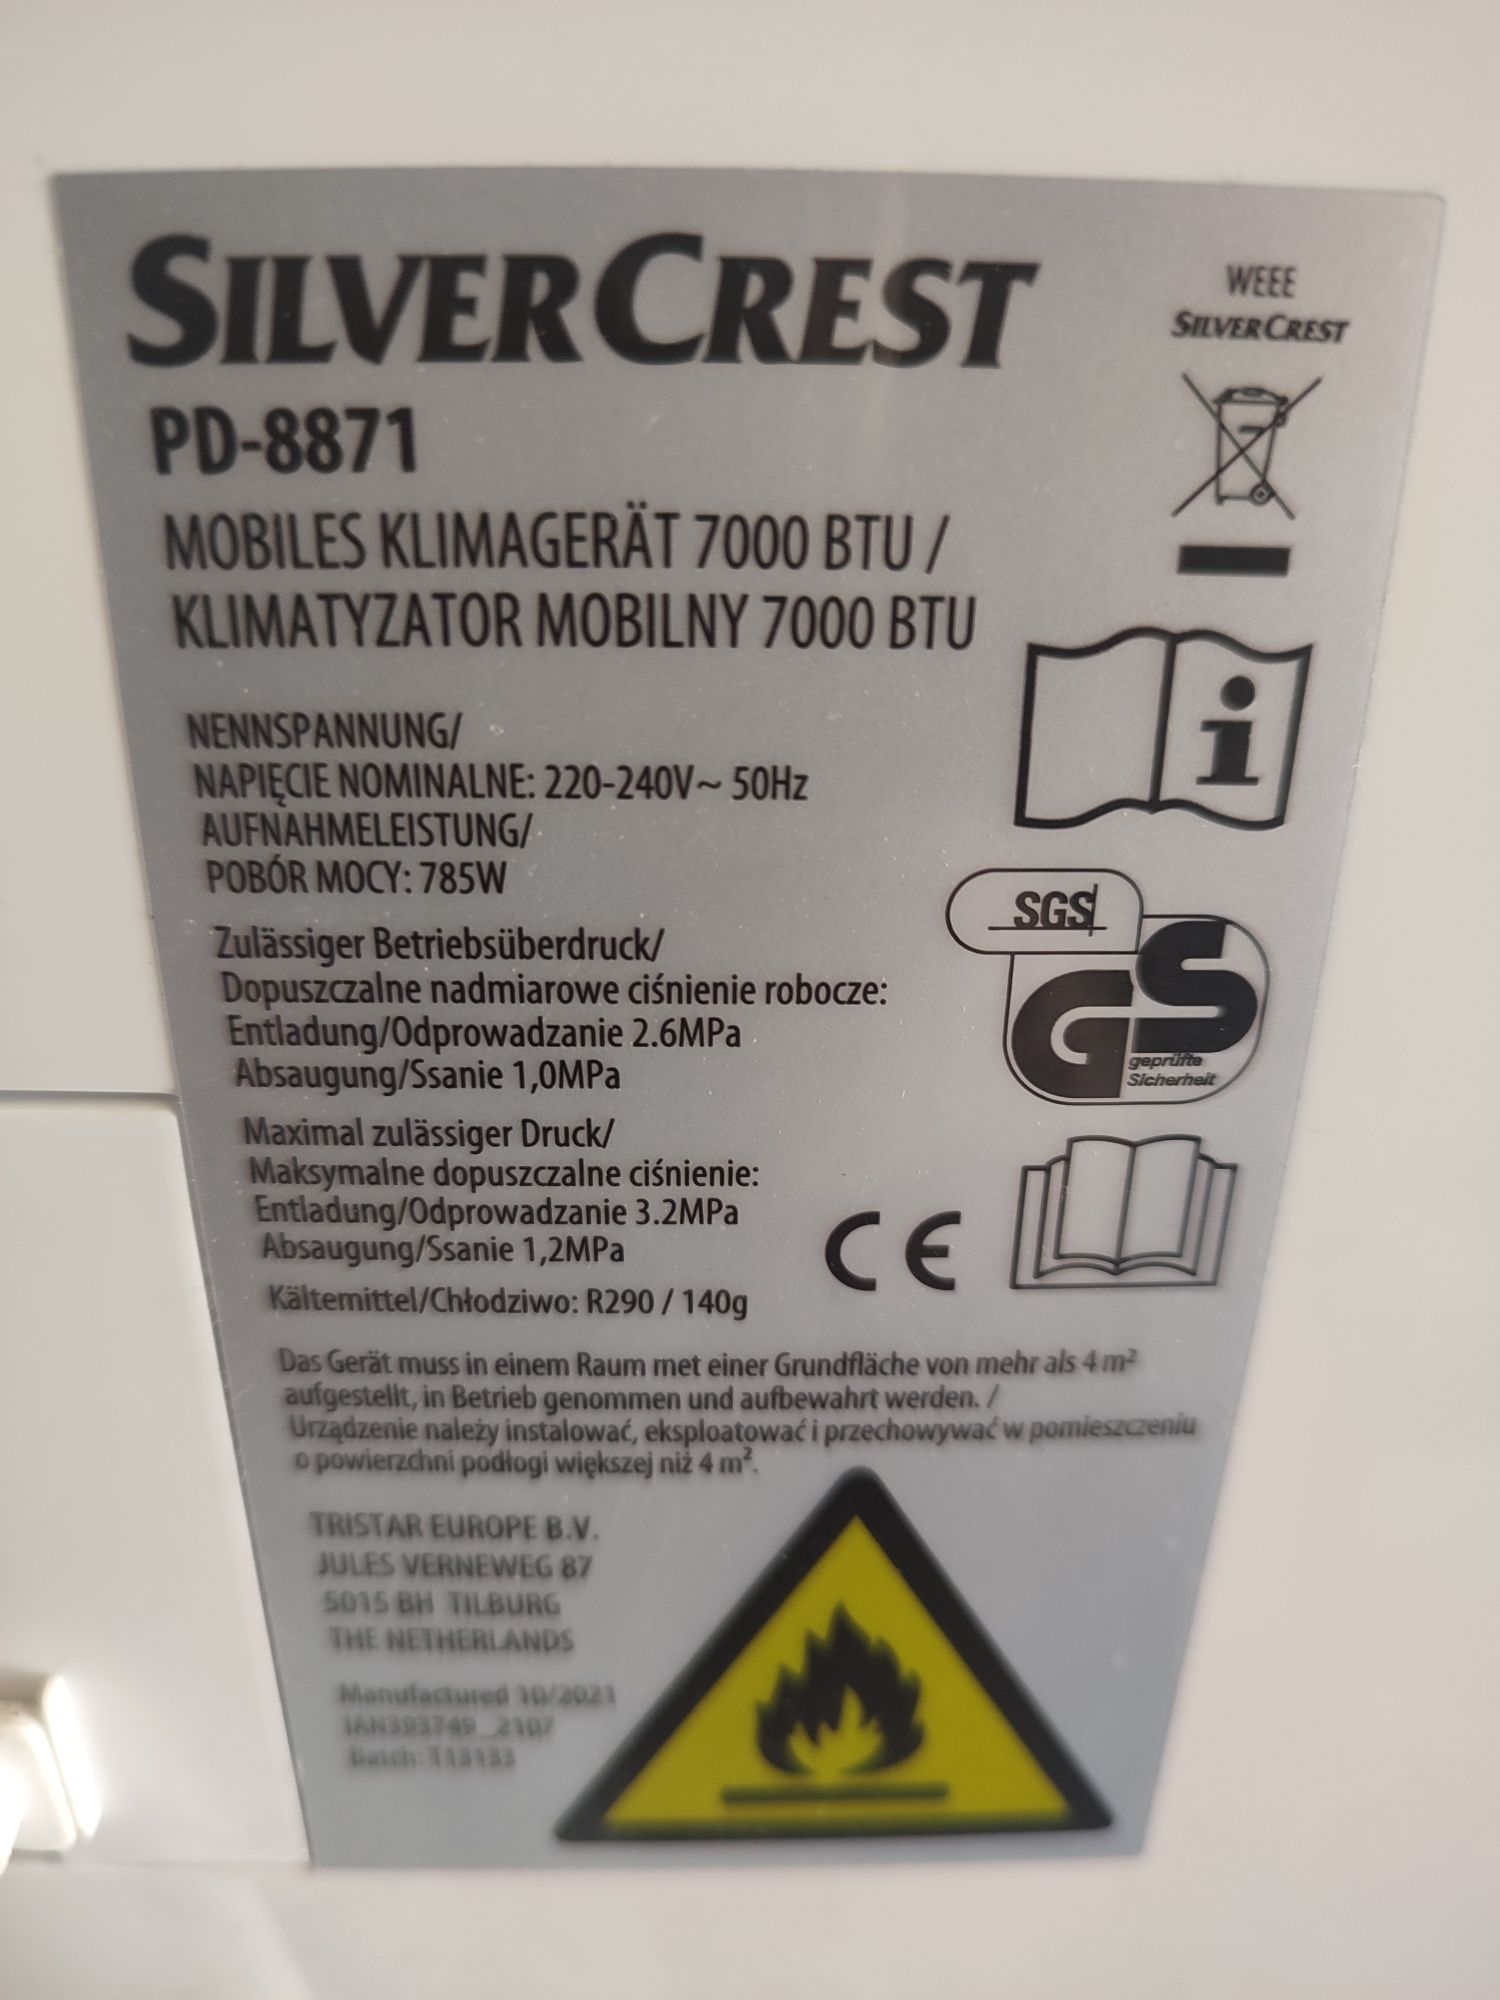 SILVERCREST
WEEE
SILVERCREST
PD-8871
MOBILES KLIMAGERÄT 7000 BTU /
KLIMATYZATOR MOBILNY 7000 BTU
NENNSPANNUNG/
NAPIĘCIE NOMINALNE: 220-240V~ 50Hz
AUFNAHMELEISTUNG/
POBÓR MOCY: 785W
SGS
GS
geprüfte
Sicherheit
Zulässiger Betriebsüberdruck/
Dopuszczalne nadmiarowe ciśnienie robocze:
Entladung/Odprowadzanie 2.6MPa
Absaugung/Ssanie 1,0MPa
Maximal zulässiger Druck/
Maksymalne dopuszczalne ciśnienie:
Entladung/Odprowadzanie 3.2MPa
Absaugung/Ssanie 1,2MPa
CE
Kältemittel/Chłodziwo: R290 / 140g
Das Gerät muss in einem Raum met einer Grundfläche von mehr als 4 m²
aufgestellt, in Betrieb genommen und aufbewahrt werden. /
Urządzenie należy instalować, eksploatować i przechowywać w pomieszczeniu
o powierzchni podłogi większej niż 4 m².
TRISTAR EUROPE B.V.
JULES VERNEWEG 87
5015 BH TILBURG
THE NETHERLANDS
Manufactured 10/2021
IAN393749_2107
Batch: T13133